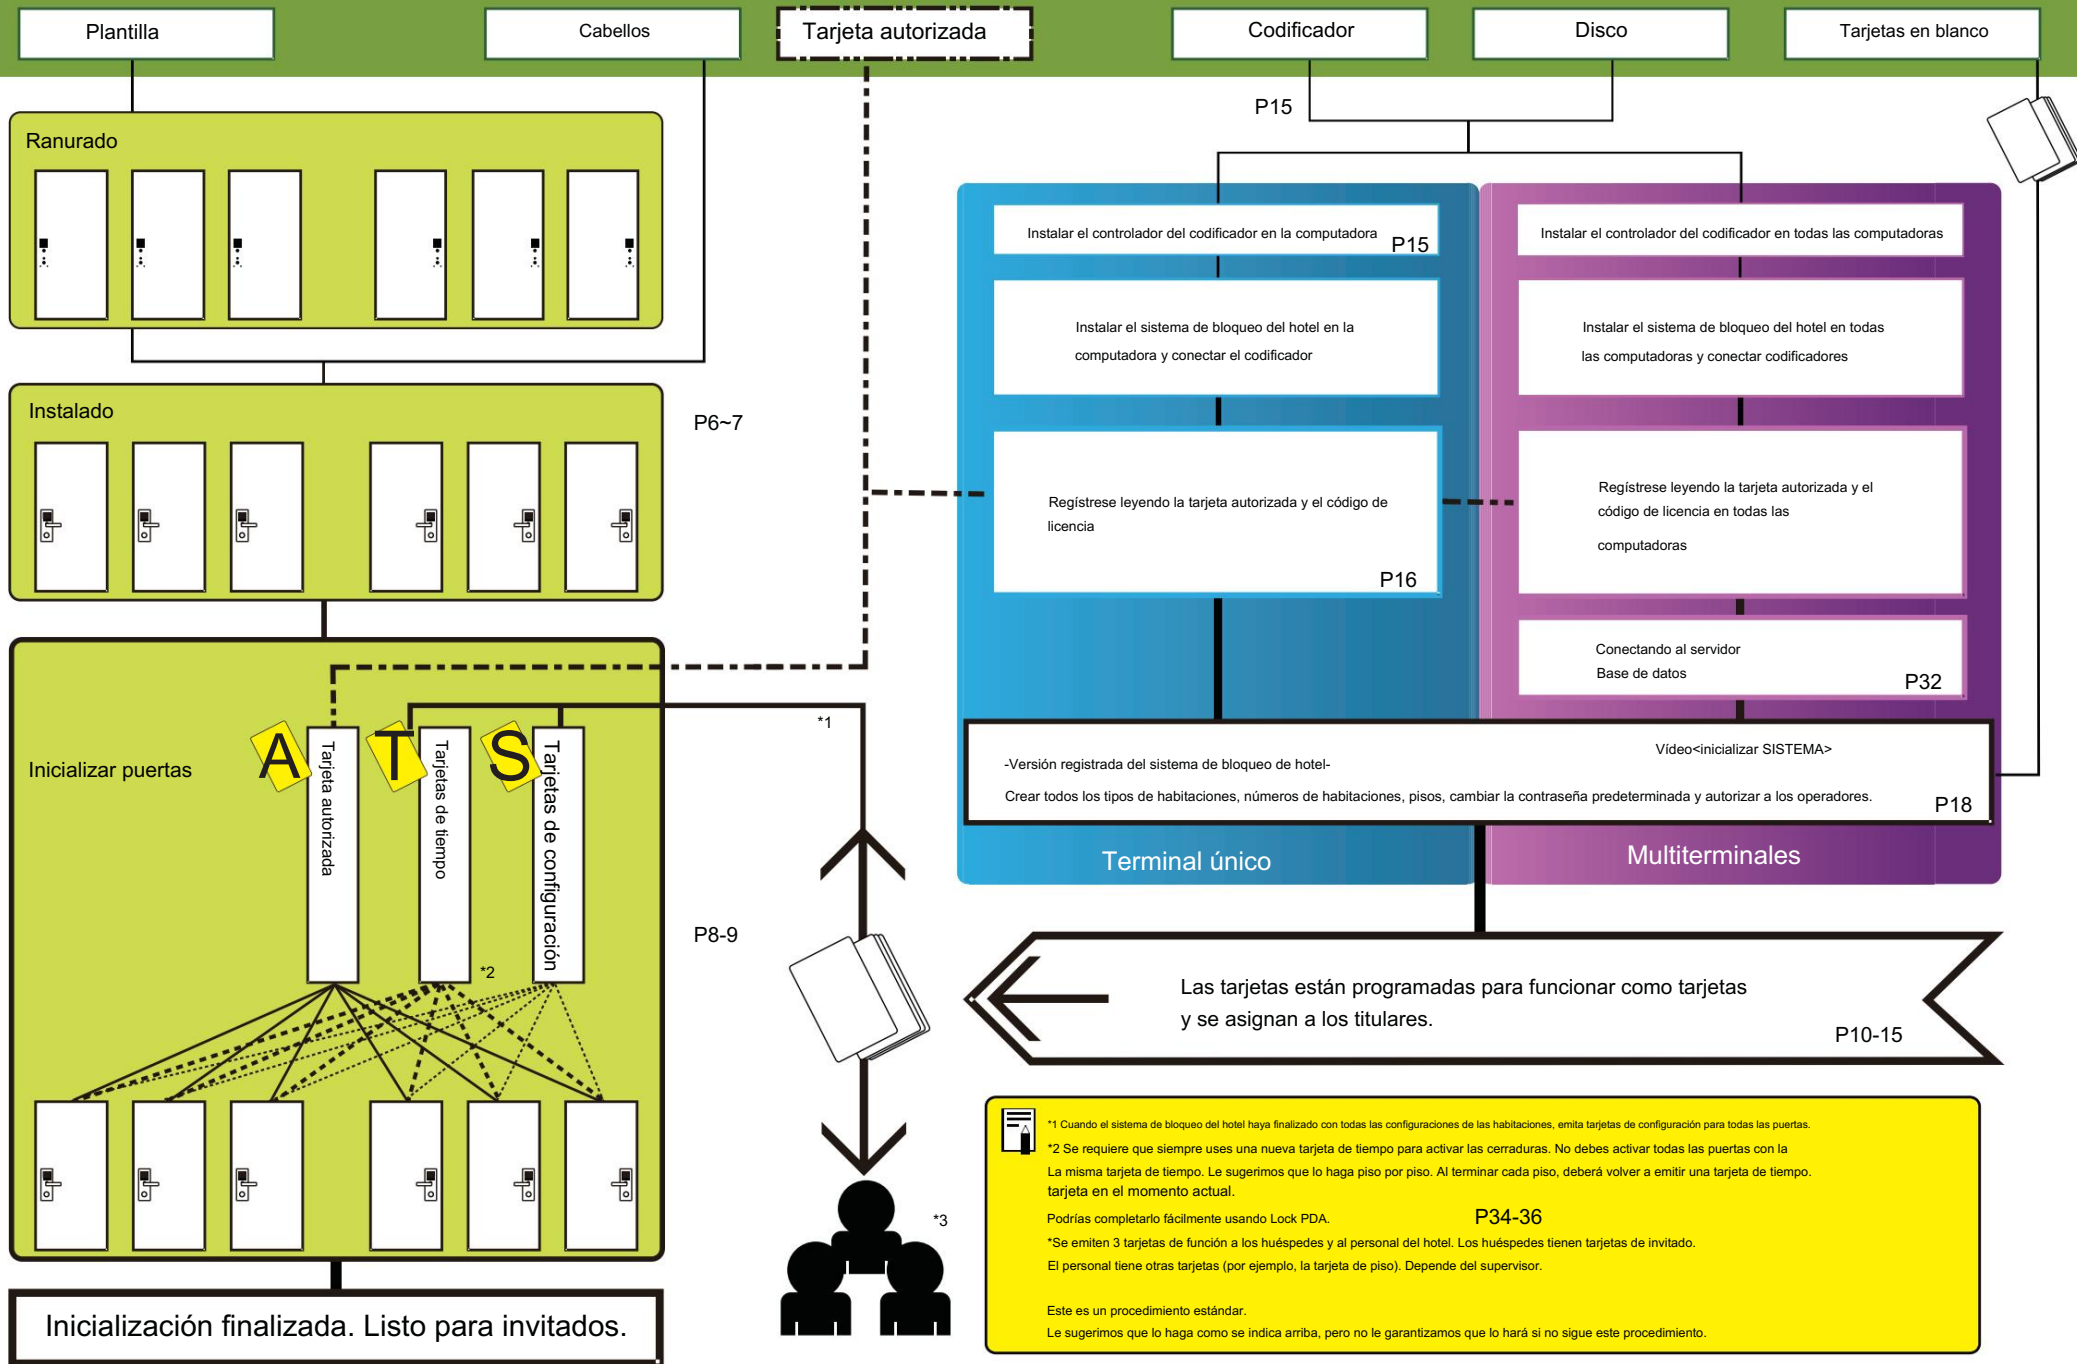 Plantilla
Cabellos
Tarjeta autorizada
Codificador
Disco
Tarjetas en blanco
P15
Ranurado
Instalado
P6~7
Inicializar puertas
A
Tarjeta autorizada
T
Tarjetas de tiempo
S
Tarjetas de configuración
*1
*2
P8-9
*3
Inicialización finalizada. Listo para invitados.
Instalar el controlador del codificador en la computadora
P15
Instalar el sistema de bloqueo del hotel en la
computadora y conectar el codificador
Regístrese leyendo la tarjeta autorizada y el código de
licencia
P16
Instalar el controlador del codificador en todas las computadoras
Instalar el sistema de bloqueo del hotel en todas
las computadoras y conectar codificadores
Regístrese leyendo la tarjeta autorizada y el
código de licencia en todas las
computadoras
Conectando al servidor
Base de datos
P32
Vídeo<inicializar SISTEMA>
-Versión registrada del sistema de bloqueo de hotel-
Crear todos los tipos de habitaciones, números de habitaciones, pisos, cambiar la contraseña predeterminada y autorizar a los operadores.
P18
Terminal único
Multiterminales
Las tarjetas están programadas para funcionar como tarjetas
y se asignan a los titulares.
P10-15
*1 Cuando el sistema de bloqueo del hotel haya finalizado con todas las configuraciones de las habitaciones, emita tarjetas de configuración para todas las puertas.
*2 Se requiere que siempre uses una nueva tarjeta de tiempo para activar las cerraduras. No debes activar todas las puertas con la
La misma tarjeta de tiempo. Le sugerimos que lo haga piso por piso. Al terminar cada piso, deberá volver a emitir una tarjeta de tiempo.
tarjeta en el momento actual.
Podrías completarlo fácilmente usando Lock PDA.
P34-36
*Se emiten 3 tarjetas de función a los huéspedes y al personal del hotel. Los huéspedes tienen tarjetas de invitado.
El personal tiene otras tarjetas (por ejemplo, la tarjeta de piso). Depende del supervisor.
Este es un procedimiento estándar.
Le sugerimos que lo haga como se indica arriba, pero no le garantizamos que lo hará si no sigue este procedimiento.